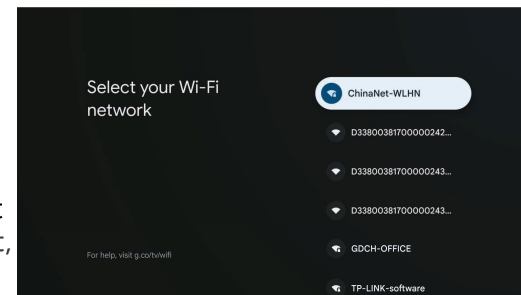 Select your Wi-Fi
network
For help, visit g.co/tv/wifi
ChinaNet-WLHN
D33800381700000242...
D33800381700000243...
D33800381700000243...
GDCH-OFFICE
TP-LINK-software